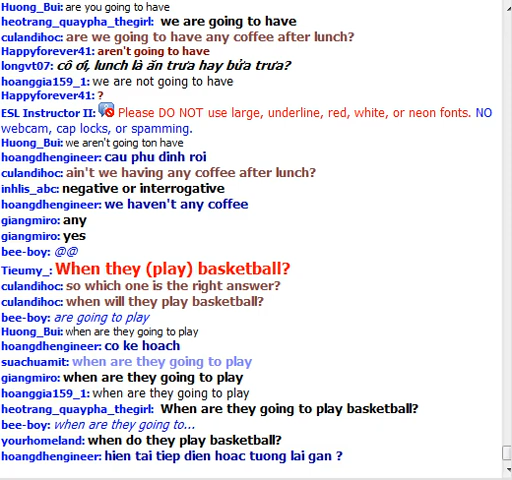 Huong_Bui: are you going to have
heotrang_quaypha_thegirl: we are going to have
culandihoc: are we going to have any coffee after lunch?
Happyforever41: aren't going to have
longvt07: cô ơi, lunch là ăn trưa hay bửa trưa?
hoanggia159_1: we are not going to have
Happyforever41: ?
ESL Instructor II: Please DO NOT use large, underline, red, white, or neon fonts. NO
webcam, cap locks, or spamming.
Huong_Bui: we aren't going ton have
hoangdhengineer: cau phu dinh roi
culandihoc: ain't we having any coffee after lunch?
inhlis_abc: negative or interrogative
hoangdhengineer: we haven't any coffee
giangmiro: any
giangmiro: yes
bee-boy: @@
Tieumy_: When they (play) basketball?
culandihoc: so which one is the right answer?
culandihoc: when will they play basketball?
bee-boy: are going to play
Huong_Bui: when are they going to play
hoangdhengineer: co ke hoach
suachuamit: when are they going to play
giangmiro: when are they going to play
hoanggia159_1: when are they going to play
heotrang_quaypha_thegirl: When are they going to play basketball?
bee-boy: when are they going to...
yourhomeland: when do they play basketball?
hoangdhengineer: hien tai tiep dien hoac tuong lai gan ?